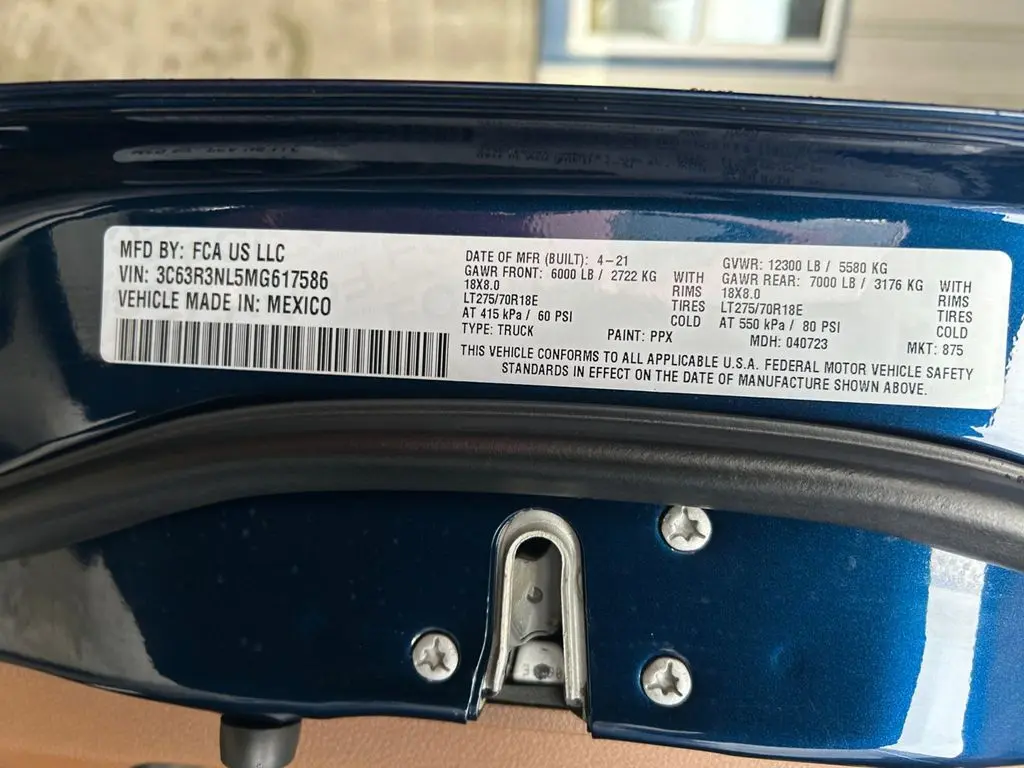 MFD BY: FCA US LLC
VIN: 3C63R3NL5MG617586
VEHICLE MADE IN: MEXICO
DATE OF MFR (BUILT): 4-21
GVWR: 12300 LB / 5580 KG
GAWR FRONT: 6000 LB / 2722 KG WITH
GAWR REAR: 7000 LB / 3176 KG WITH
18X8.0 RIMS
18X8.0 RIMS
LT275/70R18E TIRES
LT275/70R18E TIRES
AT 415 kPa / 60 PSI COLD
AT 550 kPa / 80 PSI COLD
TYPE: TRUCK PAINT: PPX MDH: 040723 MKT: 875
THIS VEHICLE CONFORMS TO ALL APPLICABLE U.S.A. FEDERAL MOTOR VEHICLE SAFETY
STANDARDS IN EFFECT ON THE DATE OF MANUFACTURE SHOWN ABOVE.